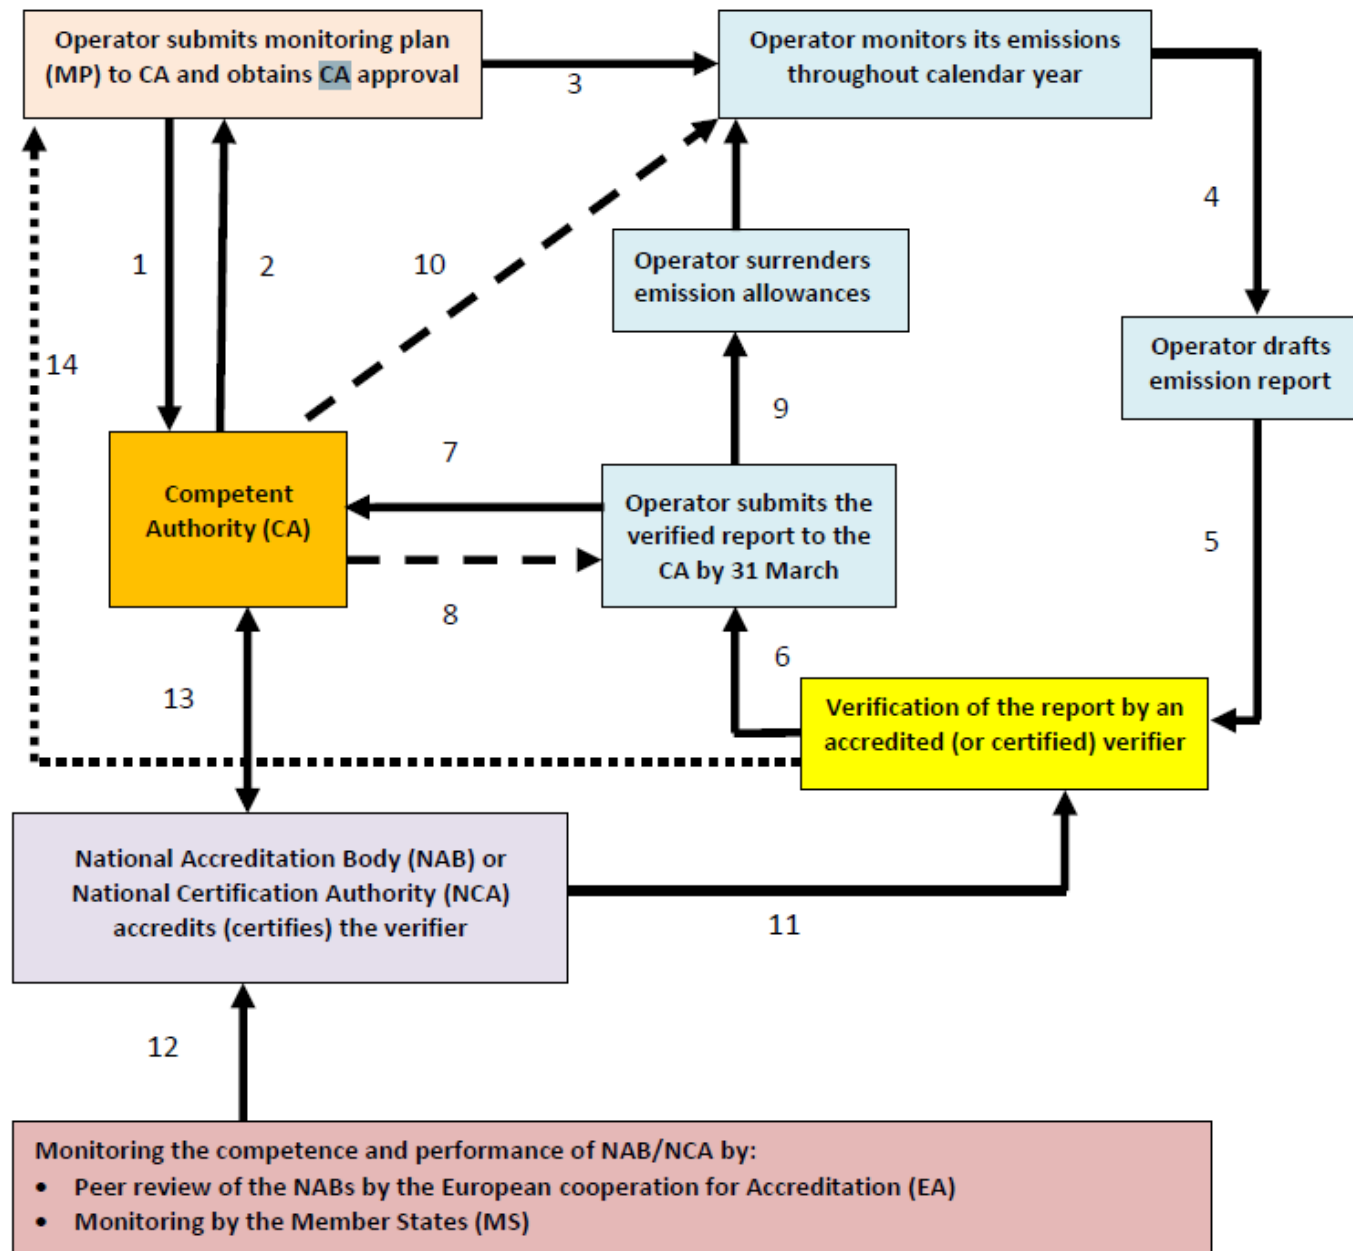 Operator submits monitoring plan
(MP) to CA and obtains CA approval
Operator monitors its emissions
throughout calendar year
3
4
1
2
10
Operator surrenders
emission allowances
14
Operator drafts
emission report
9
7
Competent
Authority (CA)
Operator submits the
verified report to the
CA by 31 March
5
8
6
13
Verification of the report by an
accredited (or certified) verifier
National Accreditation Body (NAB) or
National Certification Authority (NCA)
accredits (certifies) the verifier
11
12
Monitoring the competence and performance of NAB/NCA by:
• Peer review of the NABs by the European cooperation for Accreditation (EA)
• Monitoring by the Member States (MS)